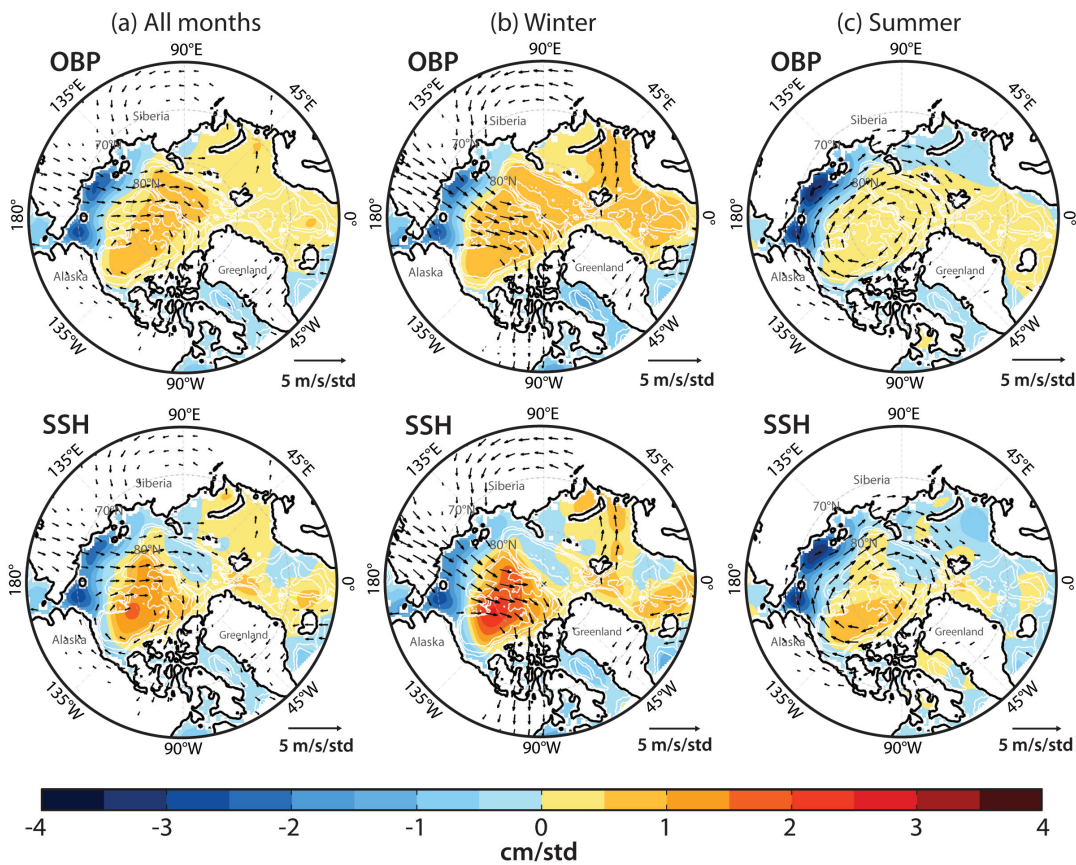 (a) All months
(b) Winter
(c) Summer
OBP
90°E
135°E
45°E
Siberia
70°N
80°N
180°
0°
Alaska
Greenland
135°W
45°W
90°W
5 m/s/std
OBP
90°E
135°E
45°E
Siberia
70°N
80°N
180°
0°
Alaska
Greenland
135°W
45°W
90°W
5 m/s/std
OBP
90°E
135°E
45°E
Siberia
70°N
80°N
180°
0°
Alaska
Greenland
135°W
45°W
90°W
5 m/s/std
SSH
90°E
135°E
45°E
Siberia
70°N
80°N
180°
0°
Alaska
Greenland
135°W
45°W
90°W
5 m/s/std
SSH
90°E
135°E
45°E
Siberia
70°N
80°N
180°
0°
Alaska
Greenland
135°W
45°W
90°W
5 m/s/std
SSH
90°E
135°E
45°E
Siberia
70°N
80°N
180°
0°
Alaska
Greenland
135°W
45°W
90°W
5 m/s/std
-4 -3 -2 -1 0 1 2 3 4
cm/std